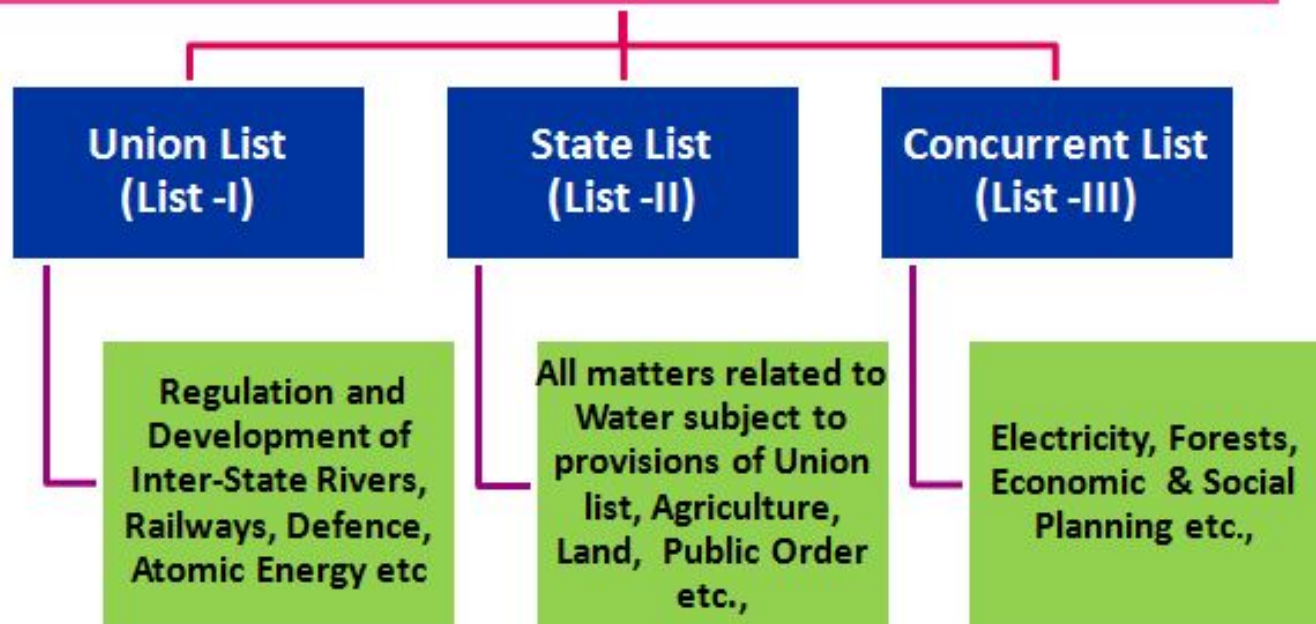 Union List
(List -I)
State List
(List -II)
Concurrent List
(List -III)
Regulation and
Development of
Inter-State Rivers,
Railways, Defence,
Atomic Energy etc
All matters related to
Water subject to
provisions of Union
list, Agriculture,
Land, Public Order
etc.,
Electricity, Forests,
Economic & Social
Planning etc.,